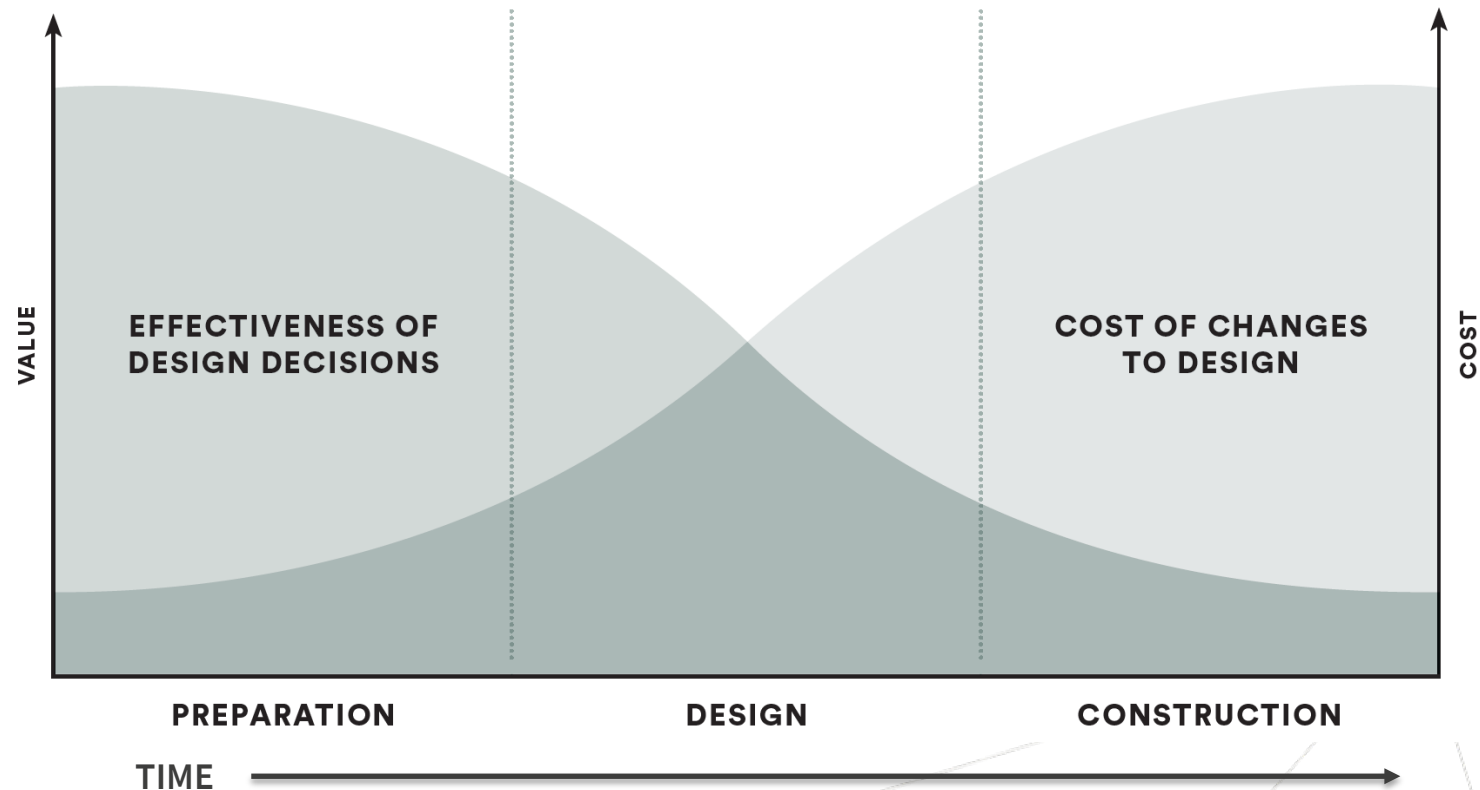 VALUE
EFFECTIVENESS OF
DESIGN DECISIONS
COST OF CHANGES
TO DESIGN
COST
PREPARATION
DESIGN
CONSTRUCTION
TIME